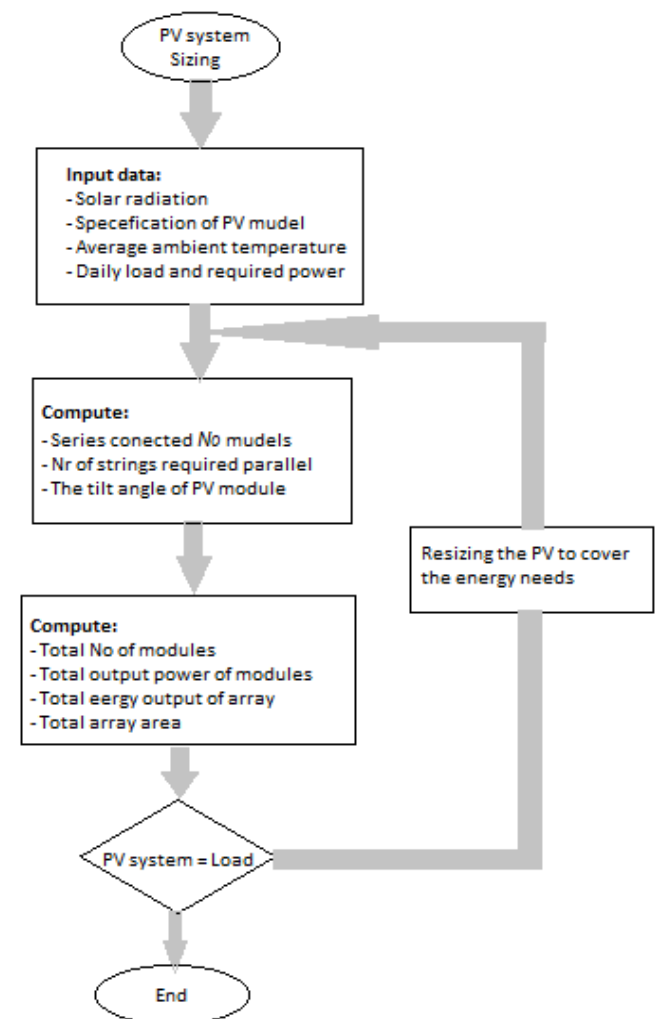 PV system
Sizing
Input data:
- Solar radiation
- Specefication of PV mudel
- Average ambient temperature
- Daily load and required power
Compute:
- Series conected No mudels
- Nr of strings required parallel
- The tilt angle of PV module
Resizing the PV to cover
the energy needs
Compute:
- Total No of modules
- Total output power of modules
- Total eergy output of array
- Total array area
PV system = Load
End